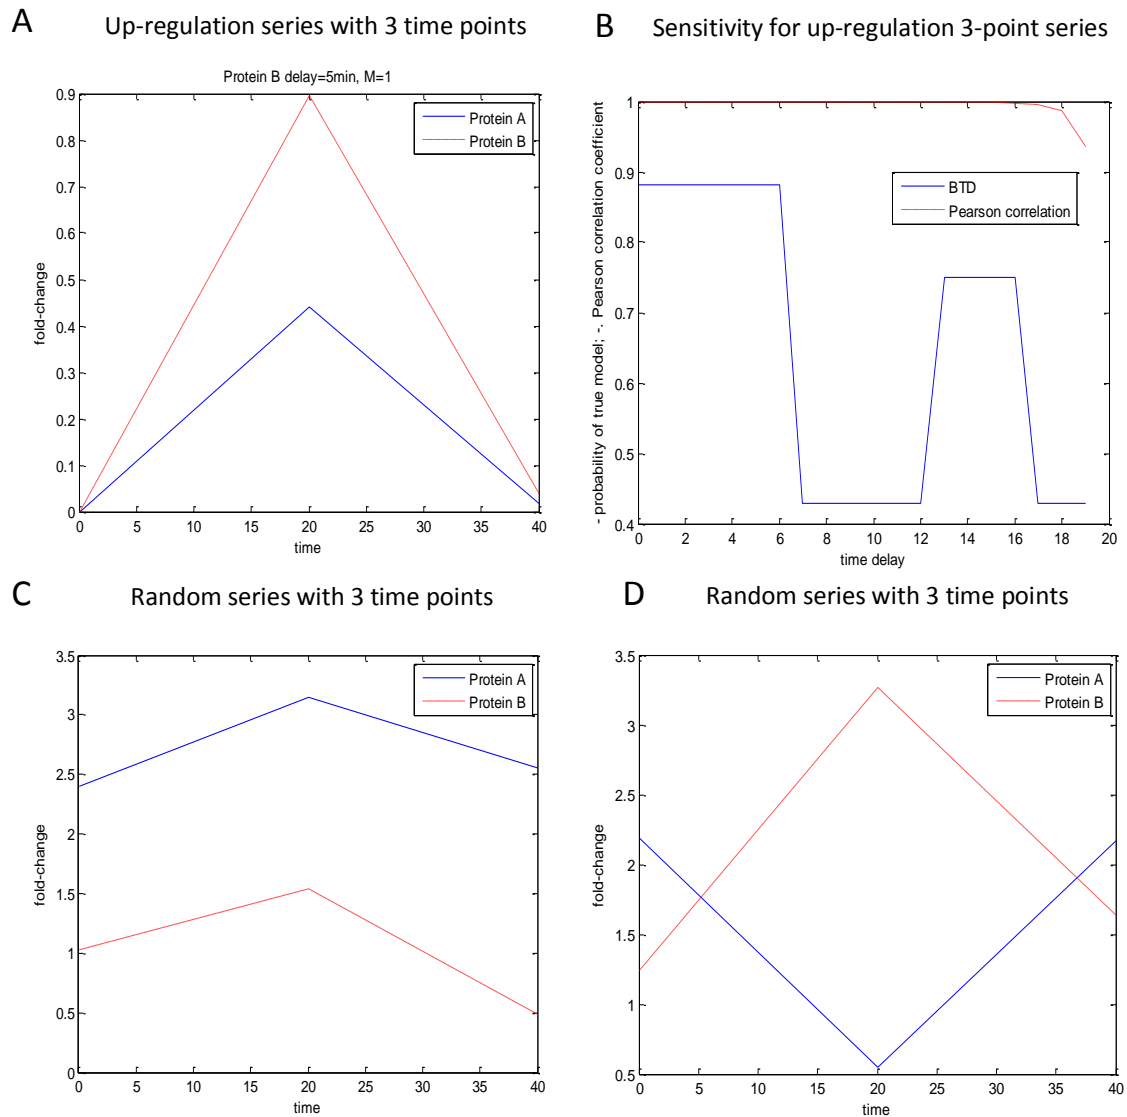 A
Up-regulation series with 3 time points
Protein B delay=5min, M=1
Protein A
Protein B
0.9
0.8
0.7
0.6
0.5
0.4
0.3
0.2
0.1
0
fold-change
0 5 10 15 20 25 30 35 40
time
B
Sensitivity for up-regulation 3-point series
BTD
Pearson correlation
1
0.9
0.8
0.7
0.6
0.5
0.4
- probability of true model; -. Pearson correlation coefficient
0 2 4 6 8 10 12 14 16 18 20
time delay
C
Random series with 3 time points
Protein A
Protein B
3.5
3
2.5
2
1.5
1
0.5
0
fold-change
0 5 10 15 20 25 30 35 40
time
D
Random series with 3 time points
Protein A
Protein B
3.5
3
2.5
2
1.5
1
0.5
fold-change
0 5 10 15 20 25 30 35 40
time